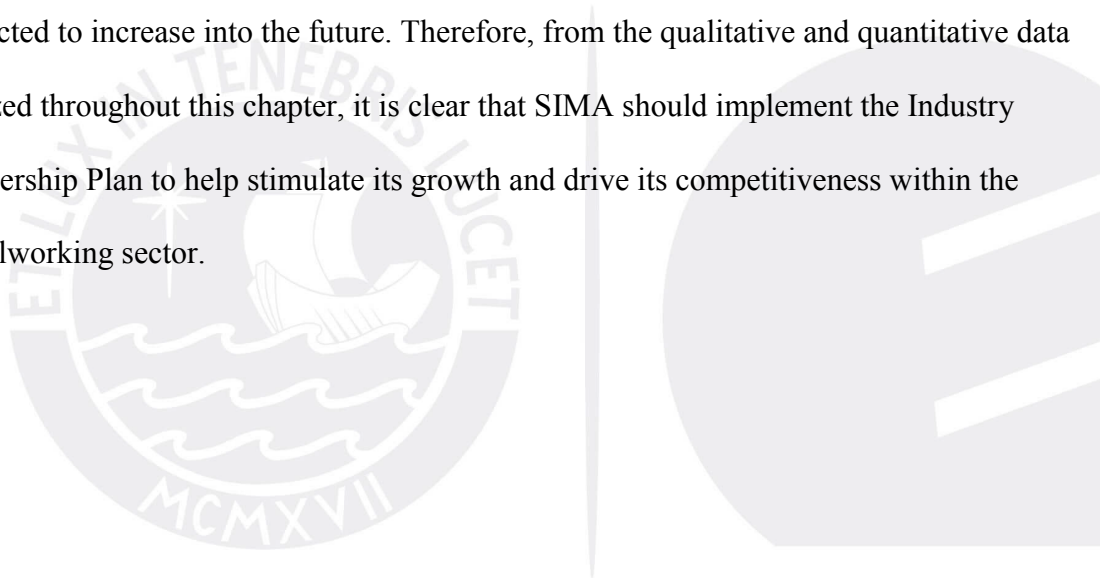 cted to increase into the future. Therefore, from the qualitative and quantitative data
zed throughout this chapter, it is clear that SIMA should implement the Industry
ership Plan to help stimulate its growth and drive its competitiveness within the
lworking sector.
ET LUX IN TENEBRIS LUCET
MCMXVII